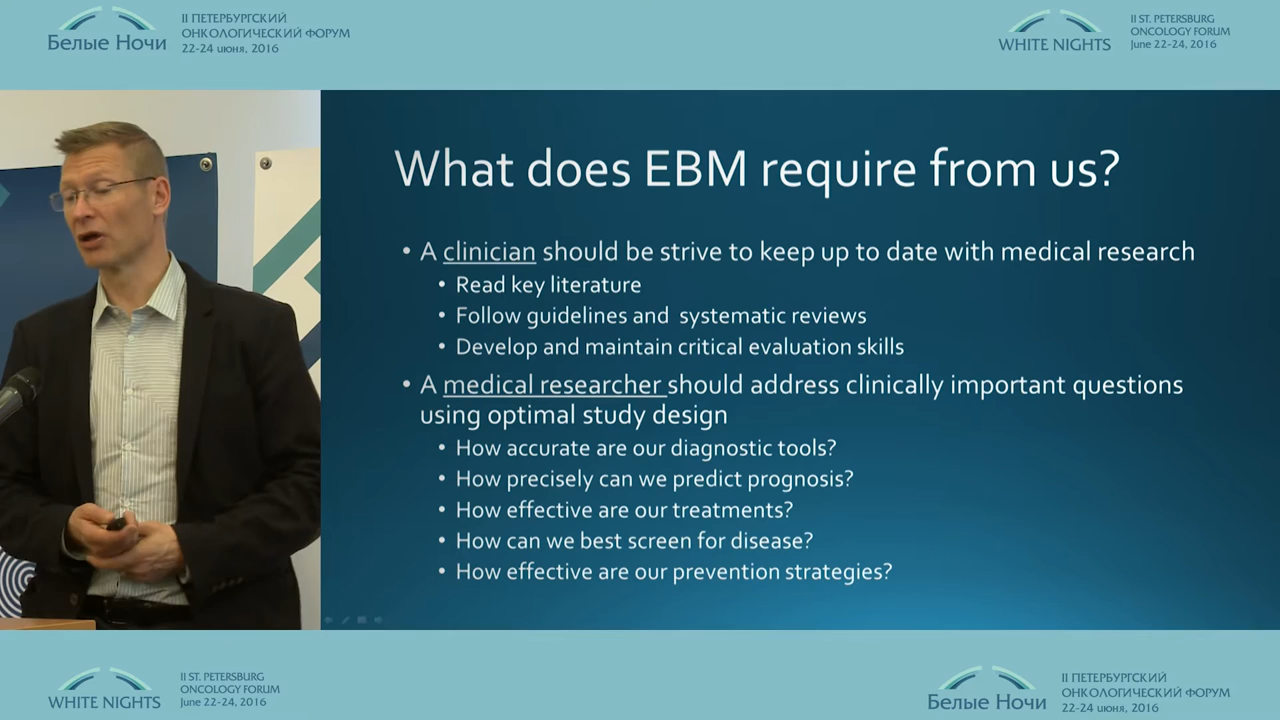 II ПЕТЕРБУРГСКИЙ
ОНКОЛОГИЧЕСКИЙ ФОРУМ
22-24 июня, 2016
Белые Ночи
II ST. PETERSBURG
ONCOLOGY FORUM
June 22-24, 2016
WHITE NIGHTS
What does EBM require from us?
• A clinician should be strive to keep up to date with medical research
• Read key literature
• Follow guidelines and systematic reviews
• Develop and maintain critical evaluation skills
• A medical researcher should address clinically important questions
using optimal study design
• How accurate are our diagnostic tools?
• How precisely can we predict prognosis?
• How effective are our treatments?
• How can we best screen for disease?
• How effective are our prevention strategies?
WHITE NIGHTS
II ST. PETERSBURG
ONCOLOGY FORUM
June 22-24, 2016
Белые Ночи
II ПЕТЕРБУРГСКИЙ
ОНКОЛОГИЧЕСКИЙ ФОРУМ
22-24 июня, 2016